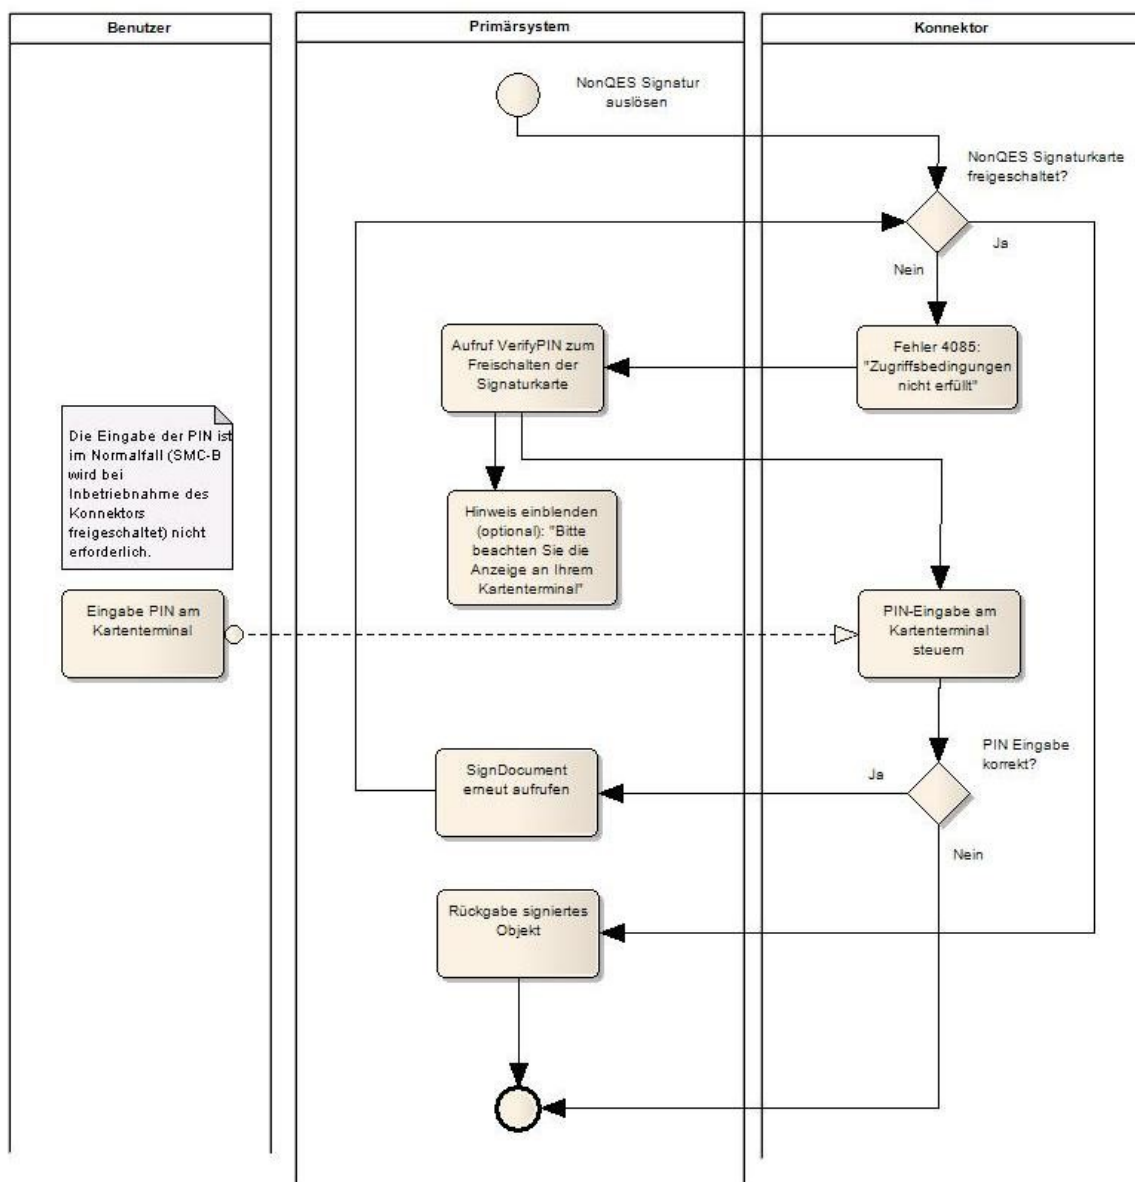 Benutzer
Primärsystem
Konnektor
NonQES Signatur
auslösen
NonQES Signaturkarte
freigeschaltet?
Ja
Nein
Aufruf VerifyPIN zum
Freischalten der
Signaturkarte
Fehler 4085:
"Zugriffsbedingungen
nicht erfüllt"
Die Eingabe der PIN ist
im Normalfall (SMC-B
wird bei
Inbetriebnahme des
Konnektors
freigeschaltet) nicht
erforderlich.
Hinweis einblenden
(optional): "Bitte
beachten Sie die
Anzeige an Ihrem
Kartenterminal"
Eingabe PIN am
Kartenterminal
PIN-Eingabe am
Kartenterminal
steuern
PIN Eingabe
korrekt?
Ja
SignDocument
erneut aufrufen
Nein
Rückgabe signiertes
Objekt